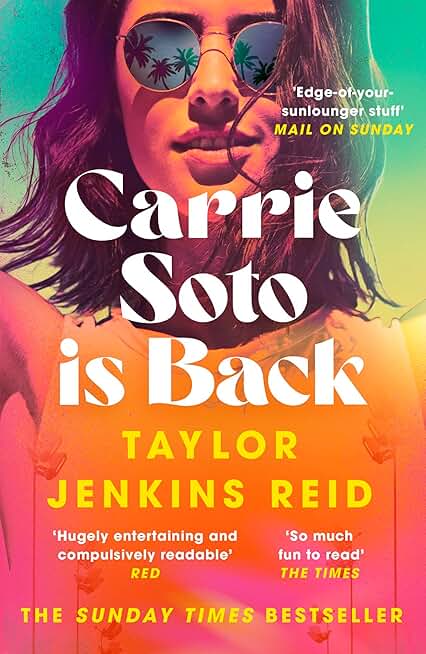 'Edge-of-your-
sunlounger stuff'
MAIL ON SUNDAY
Carrie
Soto
is Back
TAYLOR
JENKINS REID
'Hugely entertaining and
compulsively readable'
RED
'So much
fun to read'
THE TIMES
THE SUNDAY TIMES BESTSELLER